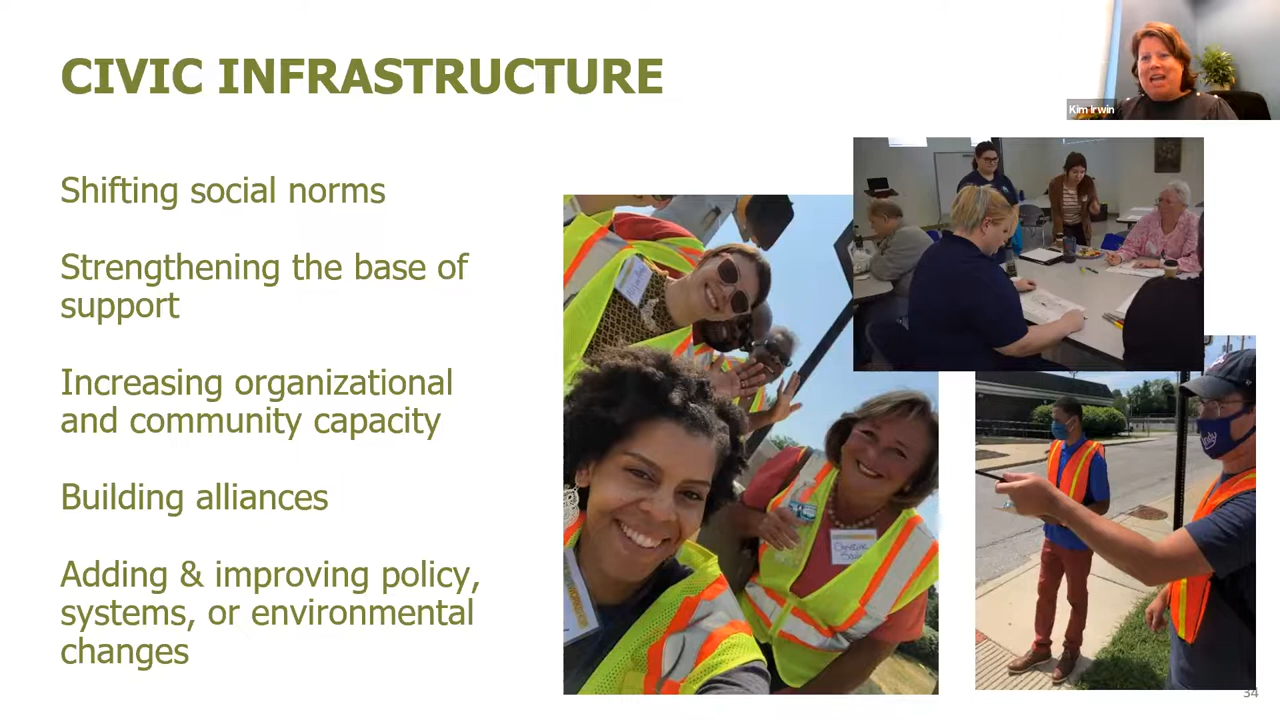 CIVIC INFRASTRUCTURE
Kim Irwin
Shifting social norms
Strengthening the base of
support
Increasing organizational
and community capacity
Building alliances
Adding & improving policy,
systems, or environmental
changes
34